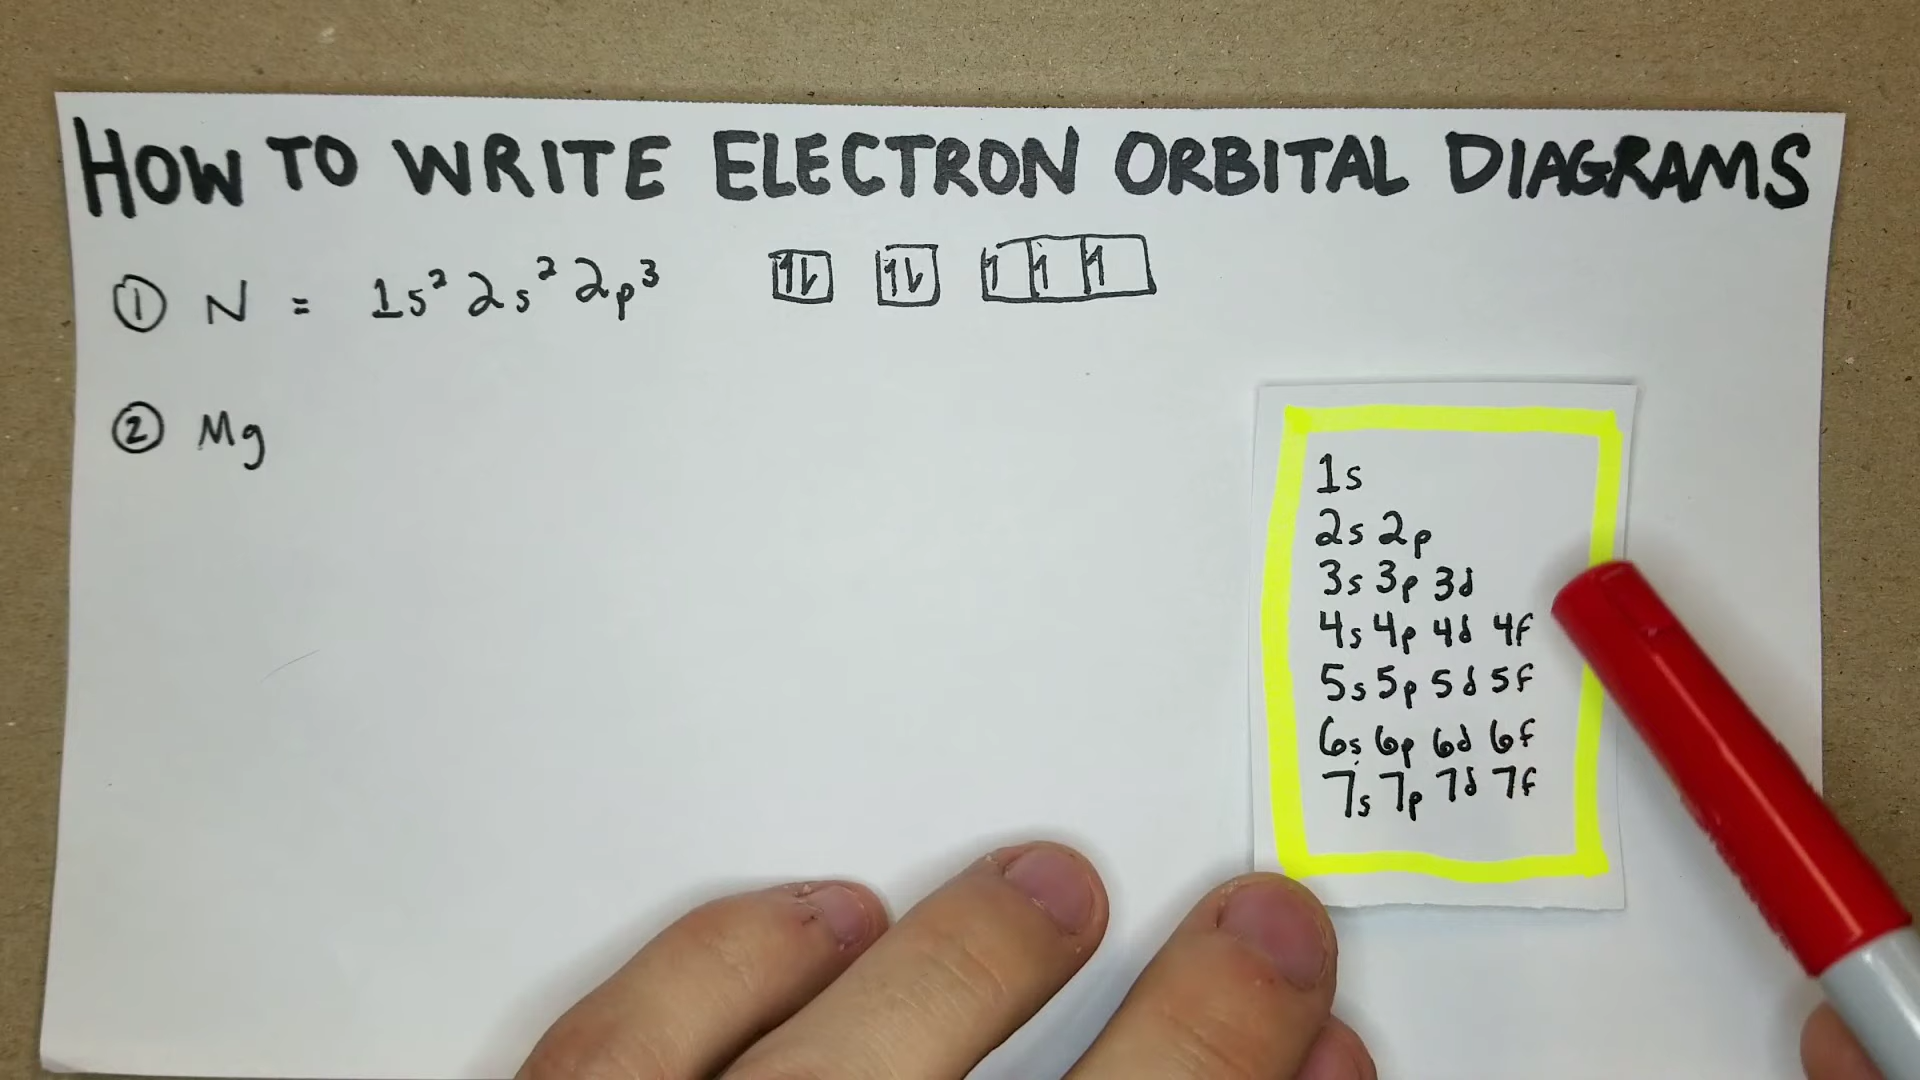 HOW TO WRITE ELECTRON ORBITAL DIAGRAMS
① N = 1s² 2s² 2p³ ↑↓ ↑↓ ↑ ↑ ↑
② Mg
1s
2s 2p
3s 3p 3d
4s 4p 4d 4f
5s 5p 5d 5f
6s 6p 6d 6f
7s 7p 7d 7f